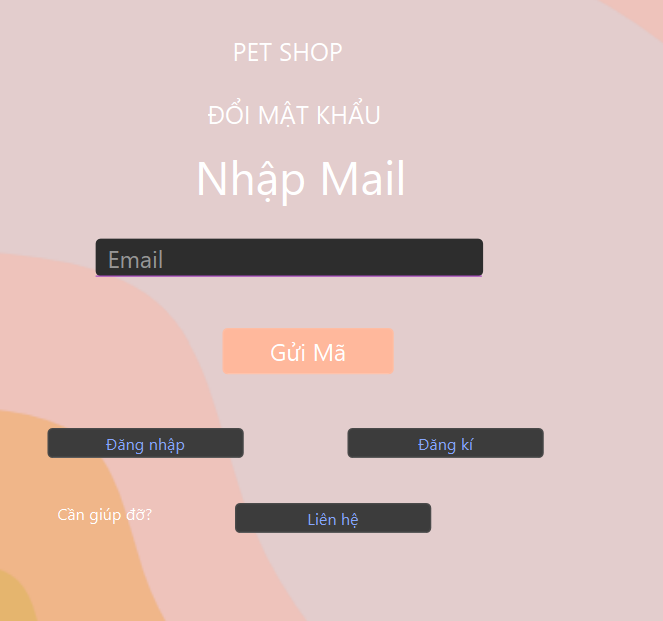 PET SHOP
ĐỔI MẬT KHẨU
Nhập Mail
Email
Gửi Mã
Đăng nhập
Đăng kí
Cần giúp đỡ?
Liên hệ